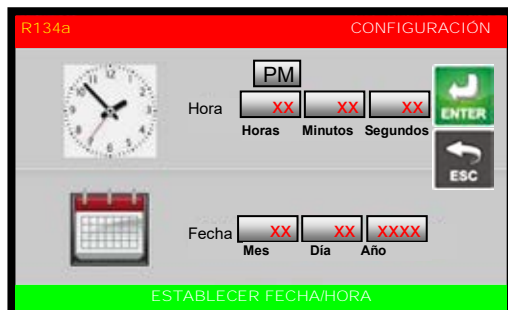 R134a CONFIGURACIÓN
PM
Hora XX XX XX ENTER
Horas Minutos Segundos
ESC
Fecha XX XX XXXX
Mes Día Año
ESTABLECER FECHA/HORA